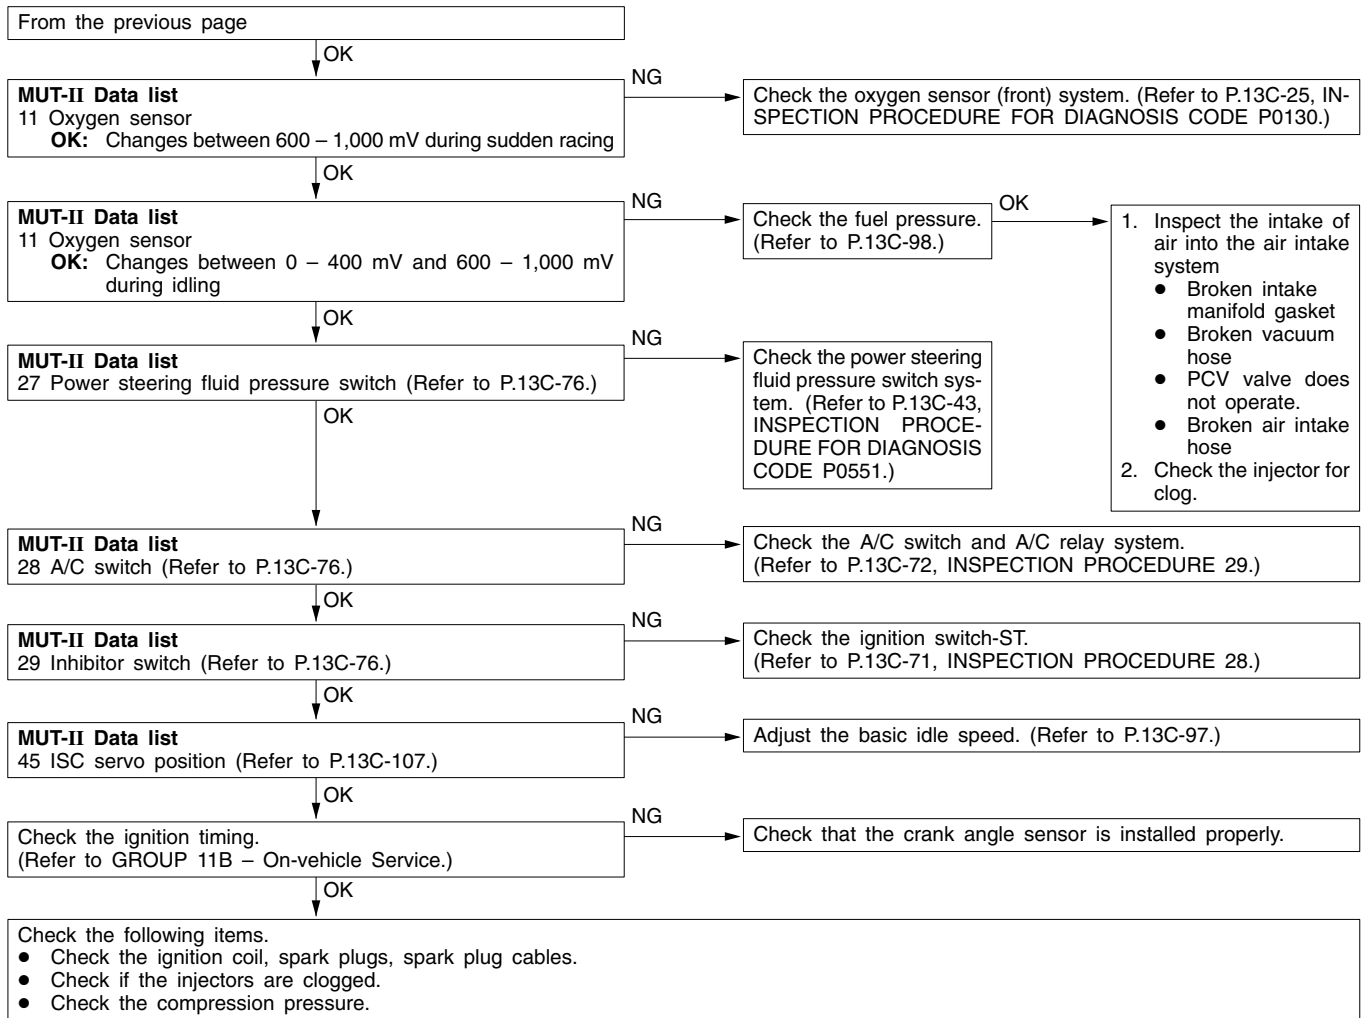 From the previous page
OK
MUT-II Data list
11 Oxygen sensor
OK: Changes between 600 – 1,000 mV during sudden racing
NG
Check the oxygen sensor (front) system. (Refer to P.13C-25, IN-
SPECTION PROCEDURE FOR DIAGNOSIS CODE P0130.)
OK
MUT-II Data list
11 Oxygen sensor
OK: Changes between 0 – 400 mV and 600 – 1,000 mV
during idling
NG
Check the fuel pressure.
(Refer to P.13C-98.)
OK
1. Inspect the intake of
air into the air intake
system
● Broken intake
manifold gasket
● Broken vacuum
hose
● PCV valve does
not operate.
● Broken air intake
hose
2. Check the injector for
clog.
OK
MUT-II Data list
27 Power steering fluid pressure switch (Refer to P.13C-76.)
NG
Check the power steering
fluid pressure switch sys-
tem. (Refer to P.13C-43,
INSPECTION PROCE-
DURE FOR DIAGNOSIS
CODE P0551.)
OK
MUT-II Data list
28 A/C switch (Refer to P.13C-76.)
NG
Check the A/C switch and A/C relay system.
(Refer to P.13C-72, INSPECTION PROCEDURE 29.)
OK
MUT-II Data list
29 Inhibitor switch (Refer to P.13C-76.)
NG
Check the ignition switch-ST.
(Refer to P.13C-71, INSPECTION PROCEDURE 28.)
OK
MUT-II Data list
45 ISC servo position (Refer to P.13C-107.)
NG
Adjust the basic idle speed. (Refer to P.13C-97.)
OK
Check the ignition timing.
(Refer to GROUP 11B – On-vehicle Service.)
NG
Check that the crank angle sensor is installed properly.
OK
Check the following items.
● Check the ignition coil, spark plugs, spark plug cables.
● Check if the injectors are clogged.
● Check the compression pressure.